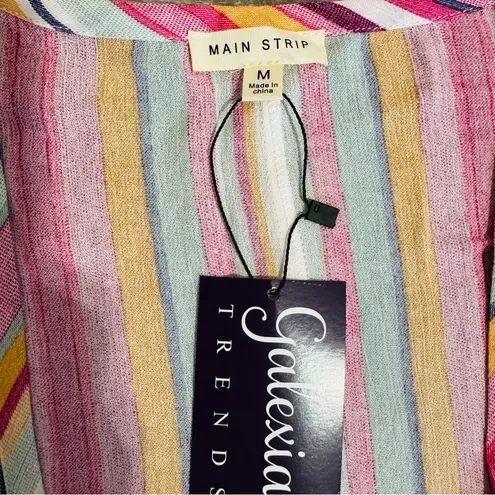 MAIN STRIP
M
Made in
china
Galexia
TRENDS